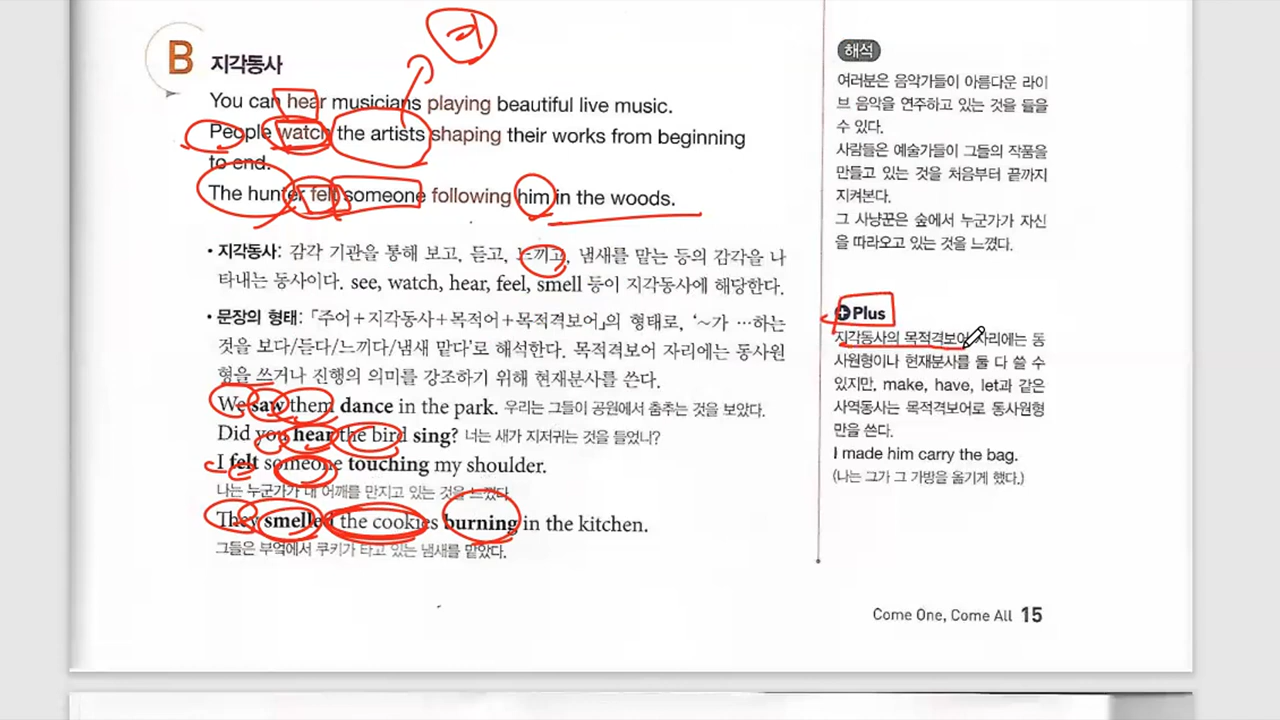 B 지각동사
You can hear musicians playing beautiful live music.
People watch the artists shaping their works from beginning
to end.
The hunter felt someone following him in the woods.
• 지각동사: 감각 기관을 통해 보고, 듣고, 느끼고, 냄새를 맡는 등의 감각을 나
타내는 동사이다. see, watch, hear, feel, smell 등이 지각동사에 해당한다.
• 문장의 형태: 「주어+지각동사+목적어+목적격보어」의 형태로, '~가 …하는
것을 보다/듣다/느끼다/냄새 맡다'로 해석한다. 목적격보어 자리에는 동사원
형을 쓰거나 진행의 의미를 강조하기 위해 현재분사를 쓴다.
We saw them dance in the park. 우리는 그들이 공원에서 춤추는 것을 보았다.
Did you hear the bird sing? 너는 새가 지저귀는 것을 들었니?
I felt someone touching my shoulder.
나는 누군가가 내 어깨를 만지고 있는 것을 느꼈다.
They smelled the cookies burning in the kitchen.
그들은 부엌에서 쿠키가 타고 있는 냄새를 맡았다.
해석
여러분은 음악가들이 아름다운 라이
브 음악을 연주하고 있는 것을 들을
수 있다.
사람들은 예술가들이 그들의 작품을
만들고 있는 것을 처음부터 끝까지
지켜본다.
그 사냥꾼은 숲에서 누군가가 자신
을 따라오고 있는 것을 느꼈다.
+Plus
지각동사의 목적격보어 자리에는 동
사원형이나 현재분사를 둘 다 쓸 수
있지만, make, have, let과 같은
사역동사는 목적격보어로 동사원형
만을 쓴다.
I made him carry the bag.
(나는 그가 그 가방을 옮기게 했다.)
Come One, Come All 15